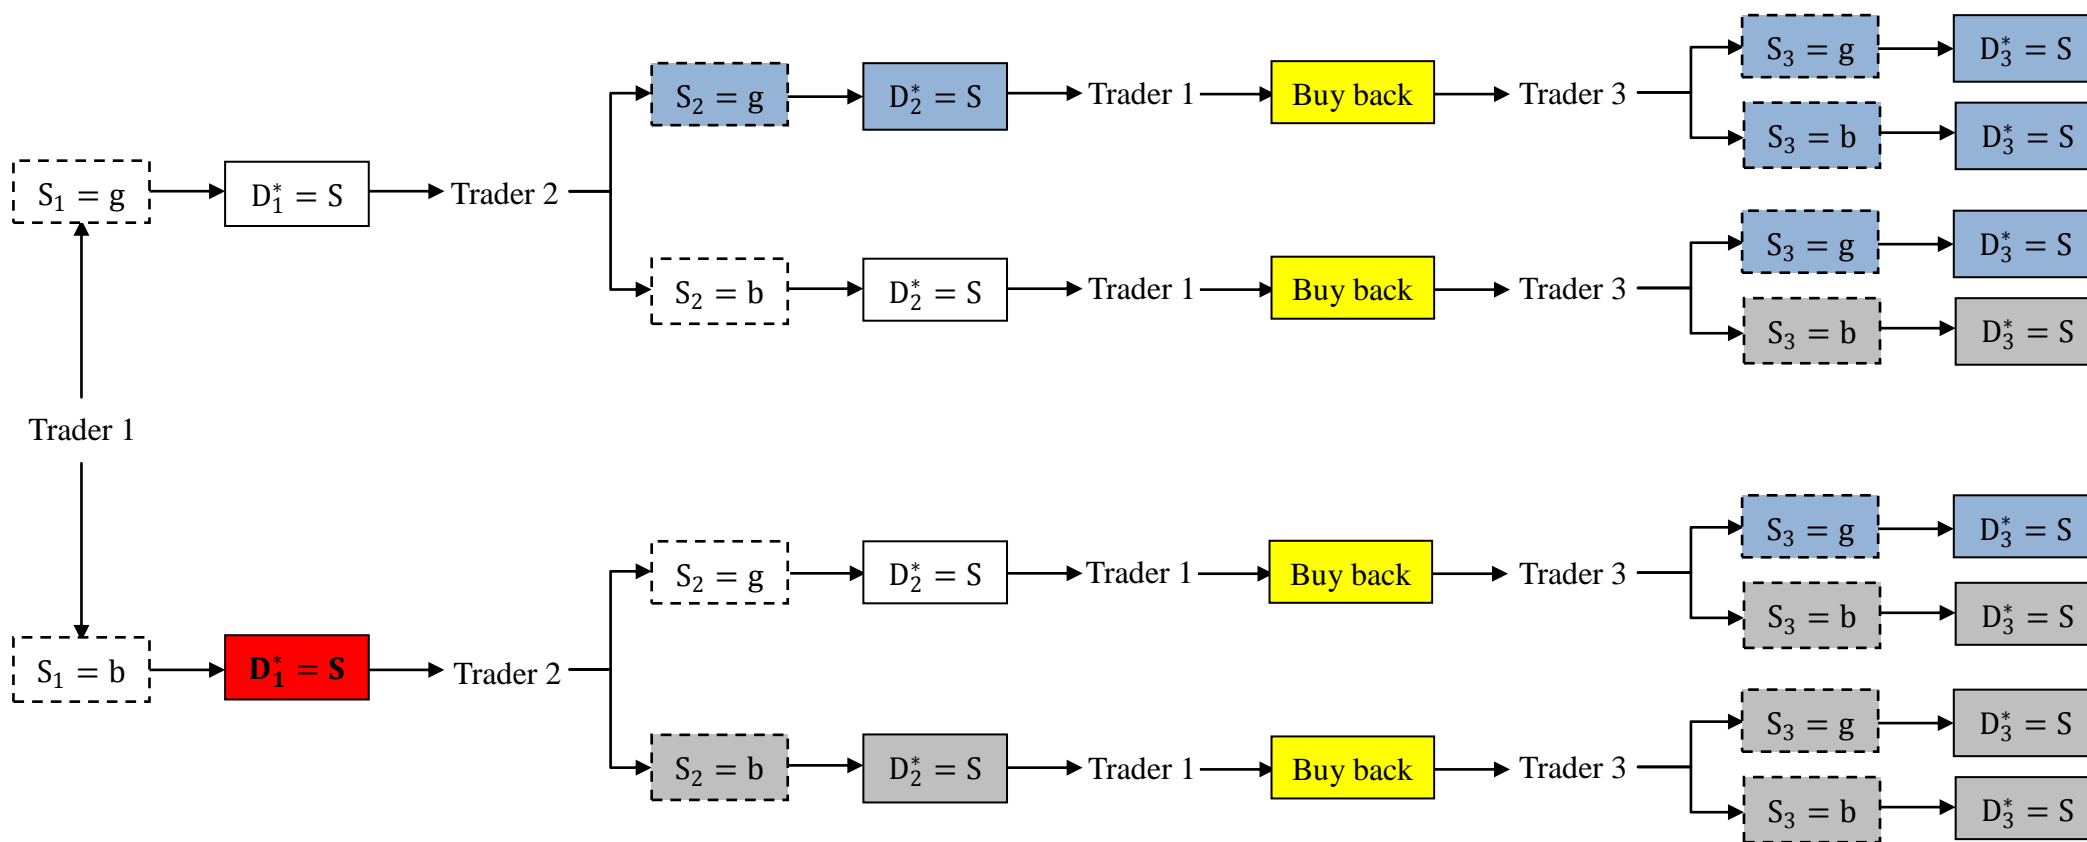 S₃ = g D₃* = S
S₂ = g D₂* = S Trader 1 Buy back Trader 3
S₃ = b D₃* = S
S₁ = g D₁* = S Trader 2
S₃ = g D₃* = S
S₂ = b D₂* = S Trader 1 Buy back Trader 3
S₃ = b D₃* = S
Trader 1
S₃ = g D₃* = S
S₂ = g D₂* = S Trader 1 Buy back Trader 3
S₃ = b D₃* = S
S₁ = b D₁* = S Trader 2
S₃ = g D₃* = S
S₂ = b D₂* = S Trader 1 Buy back Trader 3
S₃ = b D₃* = S